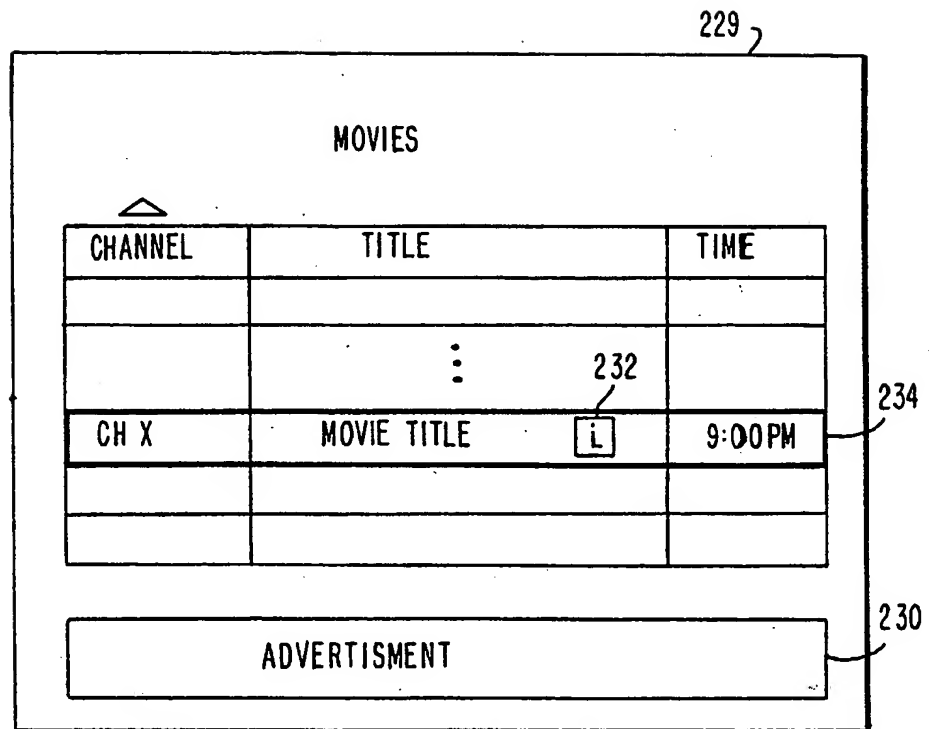 229
MOVIES
CHANNEL TITLE TIME
232
234
CH X MOVIE TITLE i 9:00PM
230
ADVERTISMENT